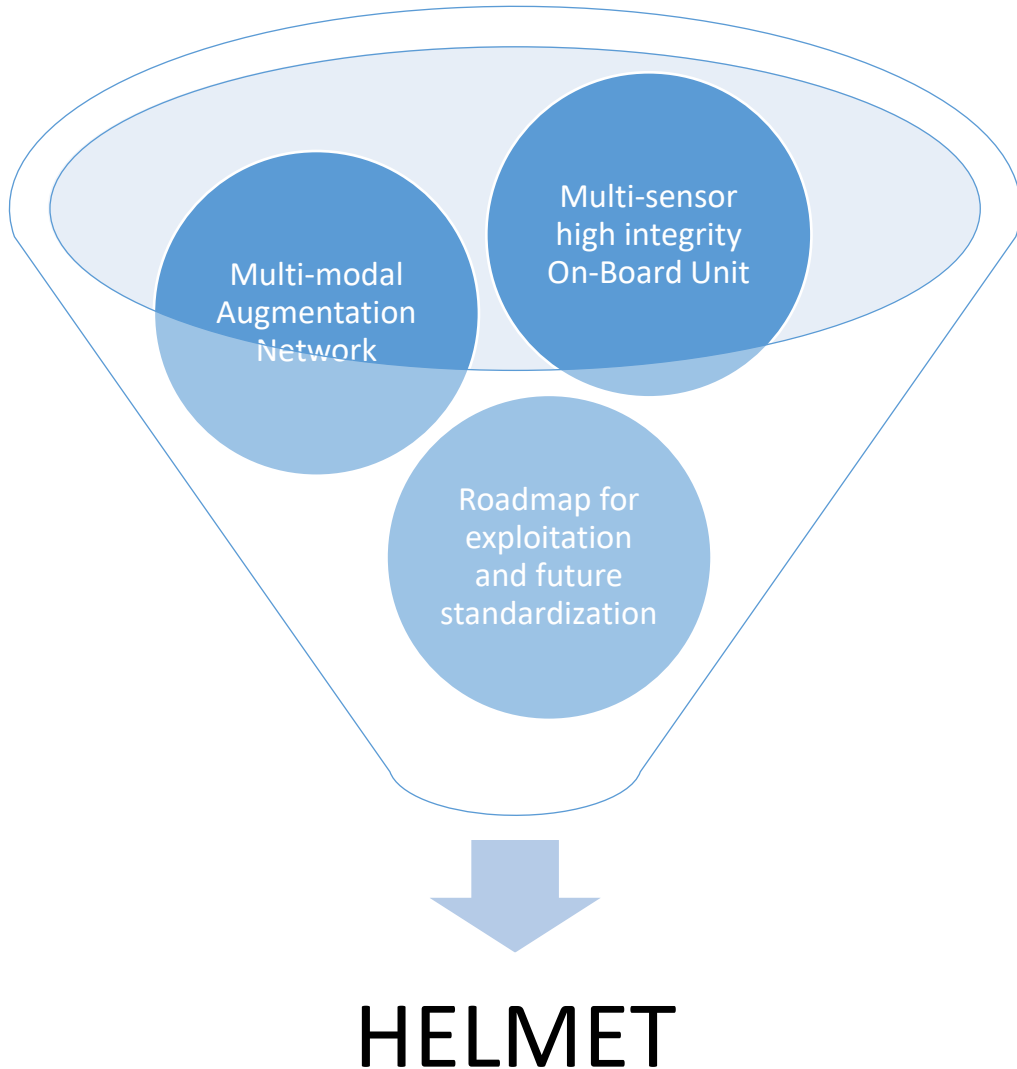 Multi-sensor
high integrity
On-Board Unit
Multi-modal
Augmentation
Network
Roadmap for
exploitation
and future
standardization
HELMET